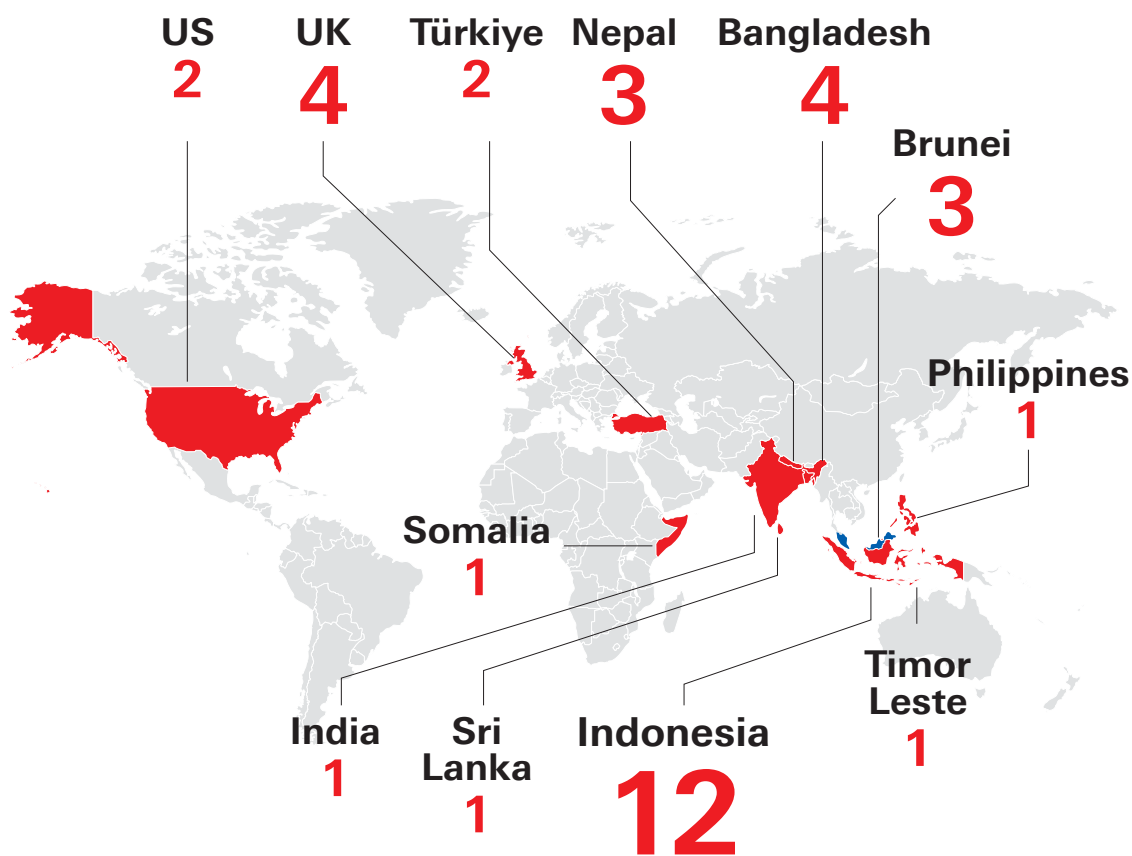 US
2
UK
4
Türkiye
2
Nepal
3
Bangladesh
4
Brunei
3
Philippines
1
Somalia
1
India
1
Sri
Lanka
1
Indonesia
12
Timor
Leste
1